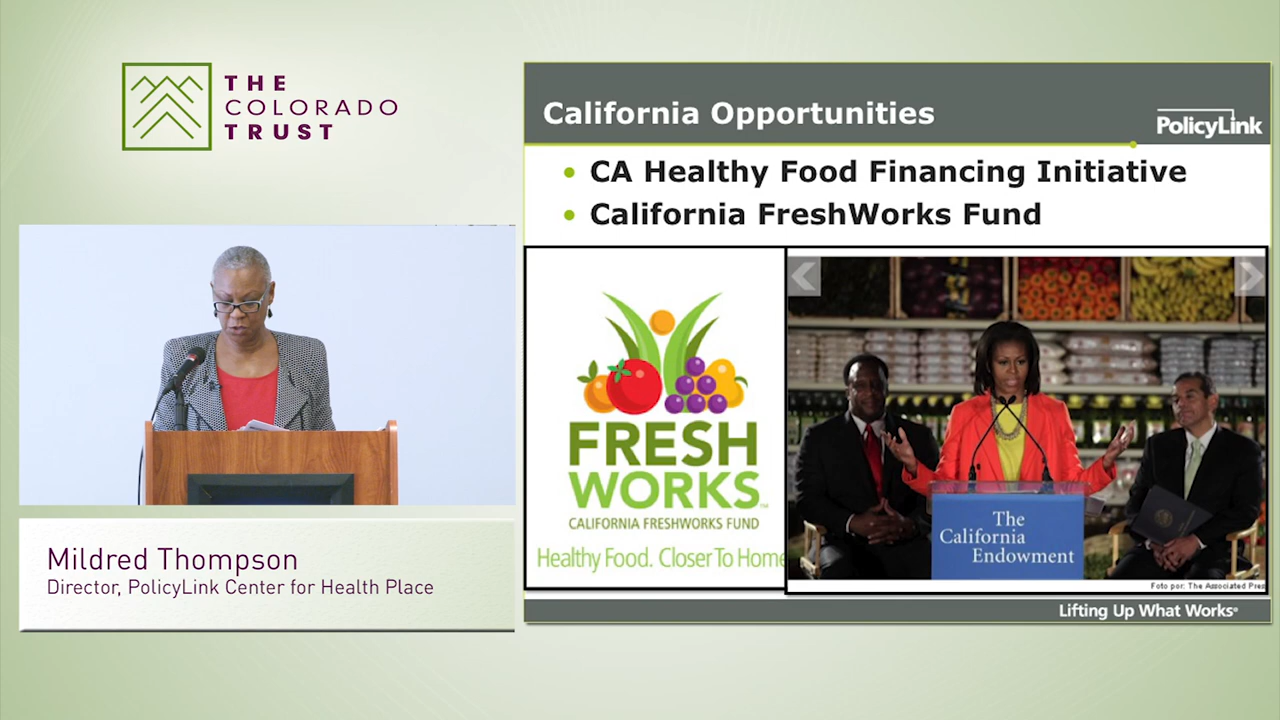 THE
COLORADO
TRUST
Mildred Thompson
Director, PolicyLink Center for Health Place
California Opportunities
PolicyLink
• CA Healthy Food Financing Initiative
• California FreshWorks Fund
FRESH
WORKS™
CALIFORNIA FRESHWORKS FUND
Healthy Food. Closer To Home
The
California
Endowment
Foto por: The Associated Pres
Lifting Up What Works®